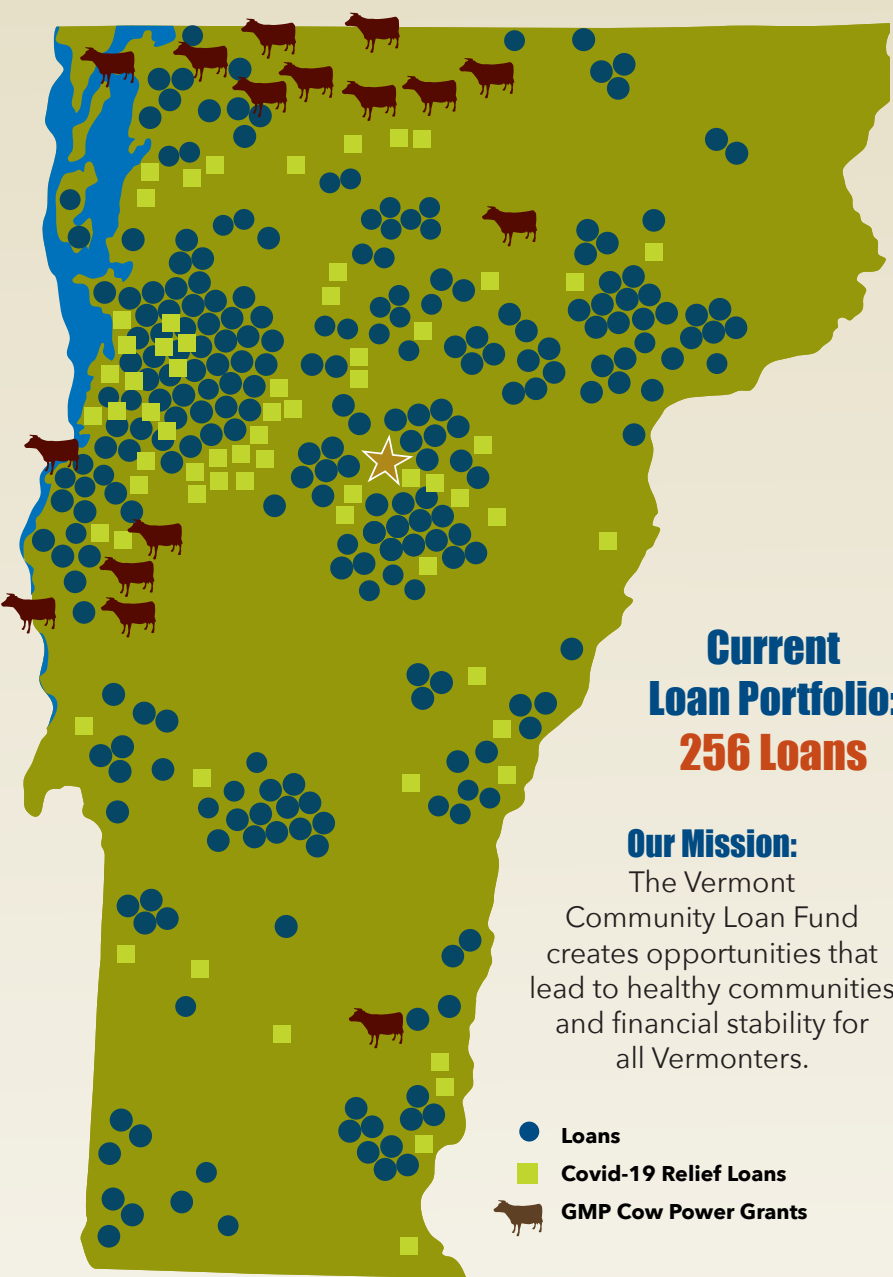 Current
Loan Portfolio:
256 Loans
Our Mission:
The Vermont
Community Loan Fund
creates opportunities that
lead to healthy communities
and financial stability for
all Vermonters.
Loans
Covid-19 Relief Loans
GMP Cow Power Grants